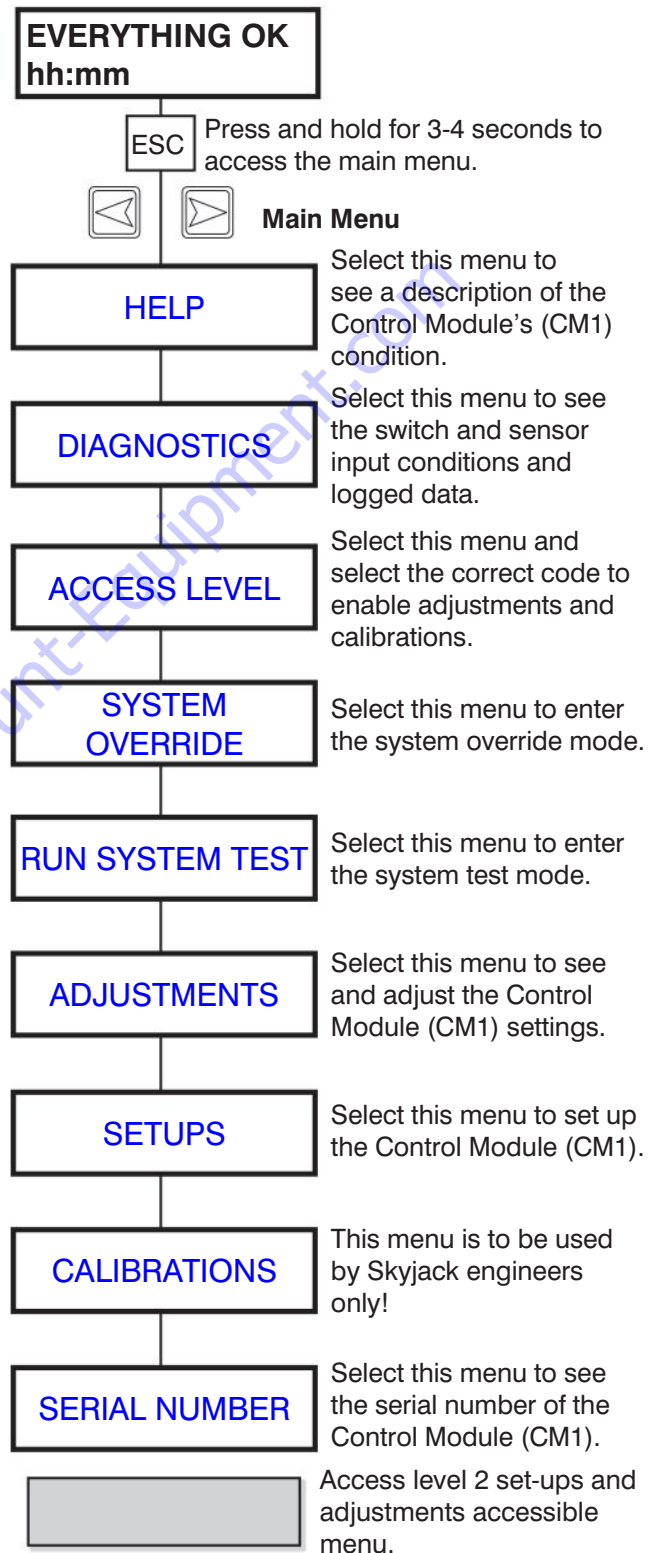 EVERYTHING OK
hh:mm
ESC
Press and hold for 3-4 seconds to
access the main menu.
Main Menu
HELP
Select this menu to
see a description of the
Control Module’s (CM1)
condition.
DIAGNOSTICS
Select this menu to see
the switch and sensor
input conditions and
logged data.
ACCESS LEVEL
Select this menu and
select the correct code to
enable adjustments and
calibrations.
SYSTEM
OVERRIDE
Select this menu to enter
the system override mode.
RUN SYSTEM TEST
Select this menu to enter
the system test mode.
ADJUSTMENTS
Select this menu to see
and adjust the Control
Module (CM1) settings.
SETUPS
Select this menu to set up
the Control Module (CM1).
CALIBRATIONS
This menu is to be used
by Skyjack engineers
only!
SERIAL NUMBER
Select this menu to see
the serial number of the
Control Module (CM1).
Access level 2 set-ups and
adjustments accessible
menu.
unt-Equipment.com